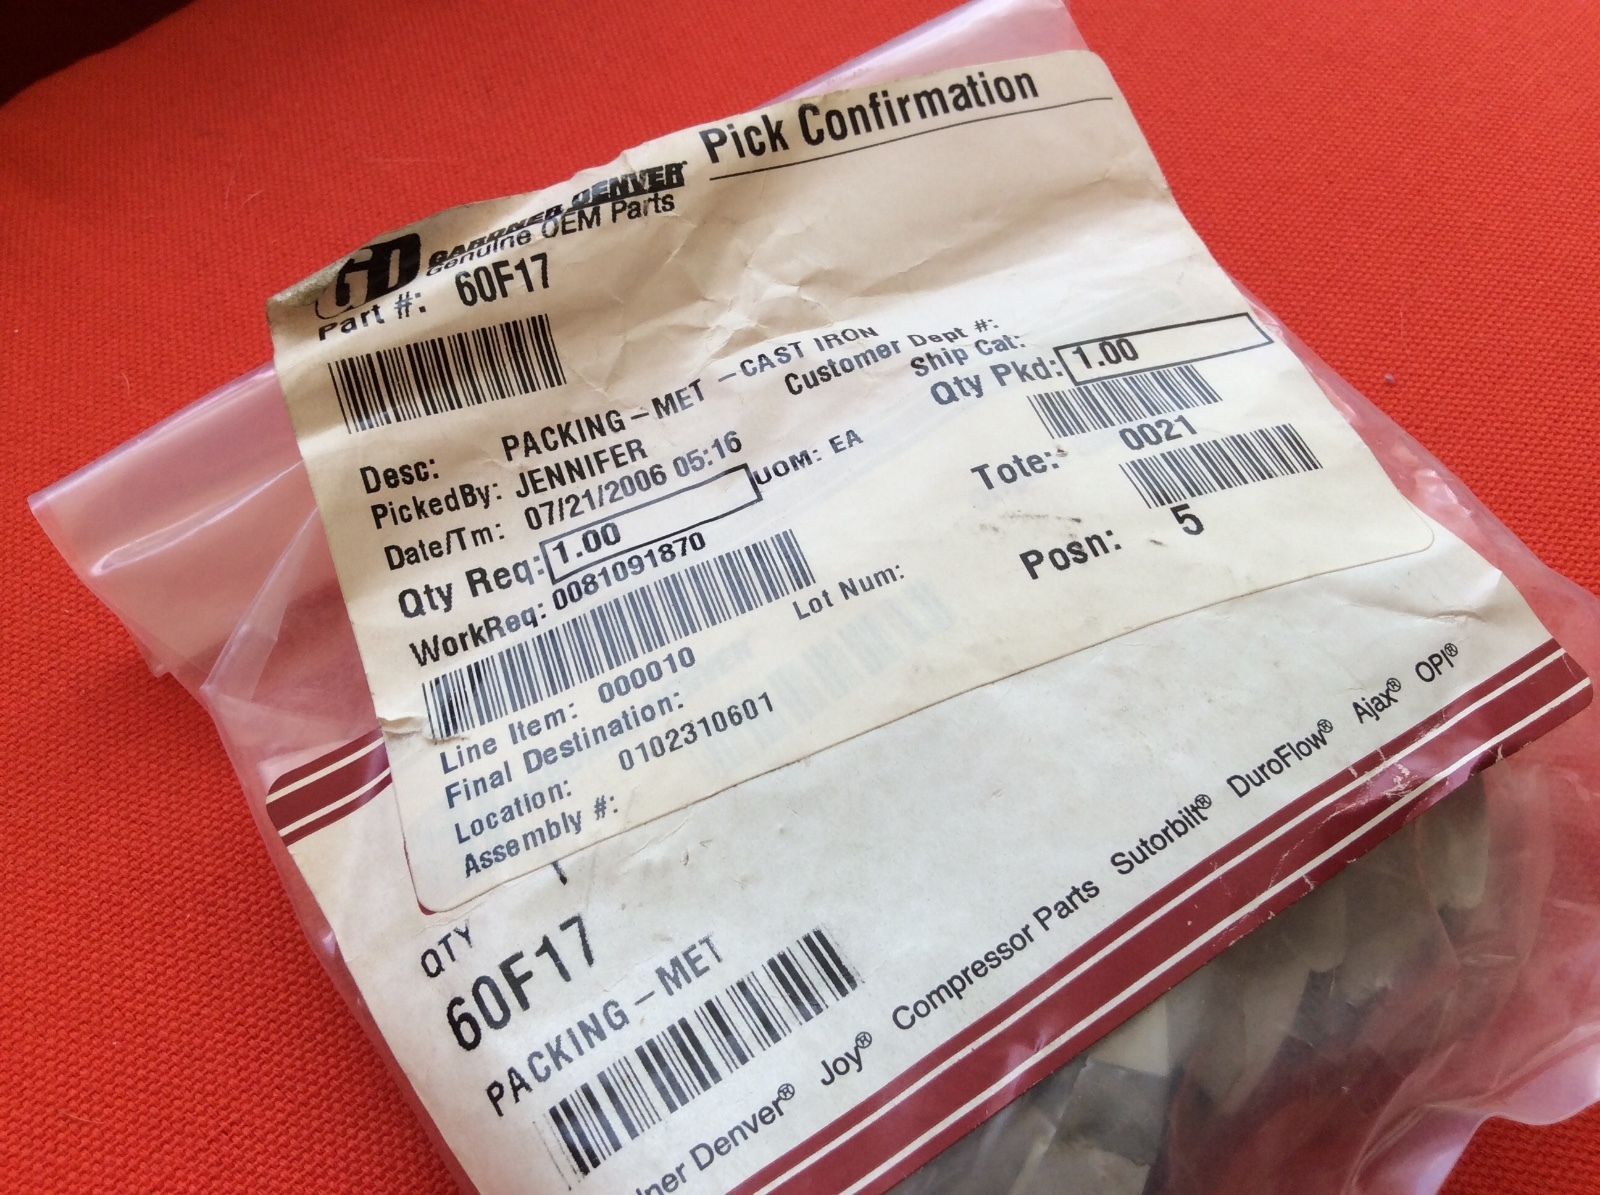 Pick Confirmation
GD GARDNER DENVER
Genuine OEM Parts
Part #: 60F17
Desc: PACKING-MET -CAST IRON
PickedBy: JENNIFER
Customer Dept #:
Date/Tm: 07/21/2006 05:16
Ship Cat:
Qty Req: 1.00 UOM: EA
Qty Pkd: 1.00
WorkReq: 0081091870
Tote: 0021
Line Item: 000010
Lot Num:
Posn: 5
Final Destination:
Location: 0102310601
Assembly #:
QTY 1
60F17
PACKING-MET
Denver® Joy® Compressor Parts Sutorbilt® DuroFlow® Ajax® OPI®